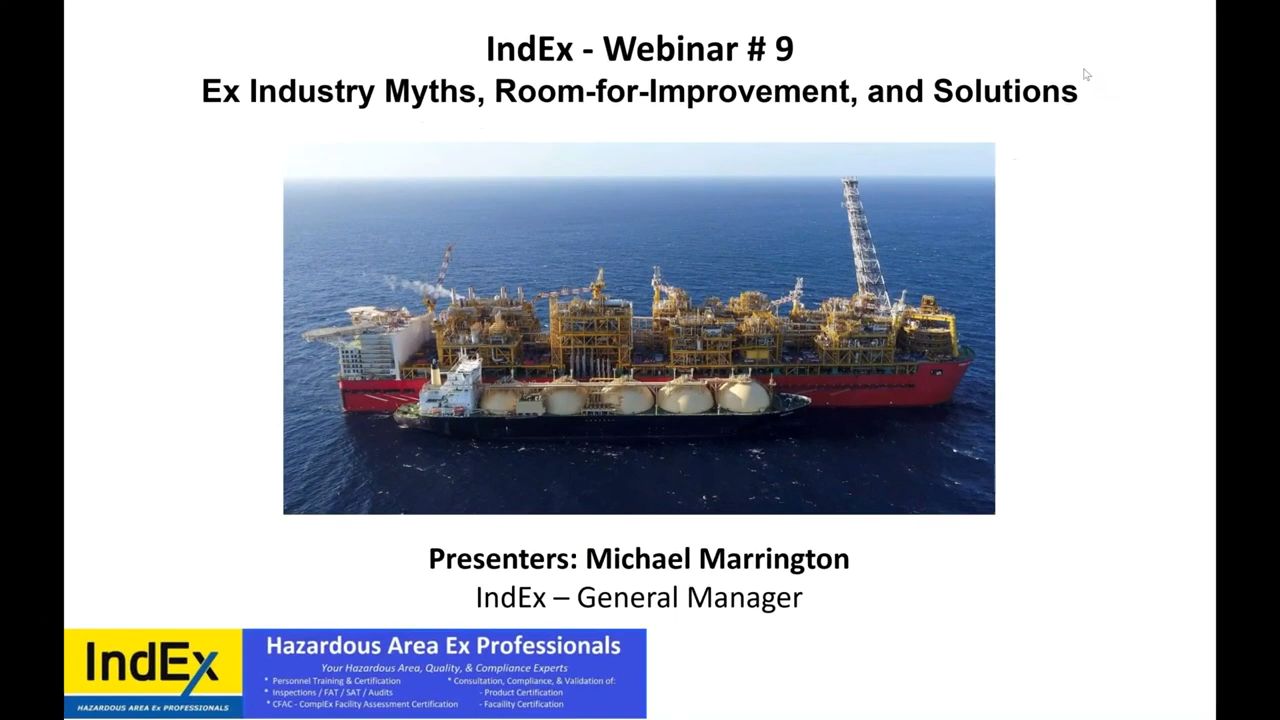 IndEx - Webinar # 9
Ex Industry Myths, Room-for-Improvement, and Solutions
Presenters: Michael Marrington
IndEx – General Manager
IndEx
HAZARDOUS AREA Ex PROFESSIONALS
Hazardous Area Ex Professionals
Your Hazardous Area, Quality, & Compliance Experts
* Personnel Training & Certification
* Inspections / FAT / SAT / Audits
* CFAC - ComplEx Facility Assessment Certification
* Consultation, Compliance, & Validation of:
- Product Certification
- Facaility Certification